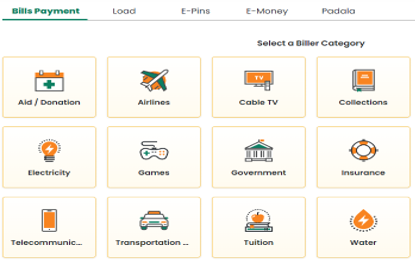 Bills Payment Load E-Pins E-Money Padala
Select a Biller Category
Aid / Donation Airlines Cable TV Collections
TV
Electricity Games Government Insurance
Telecommunic... Transportation ... Tuition Water